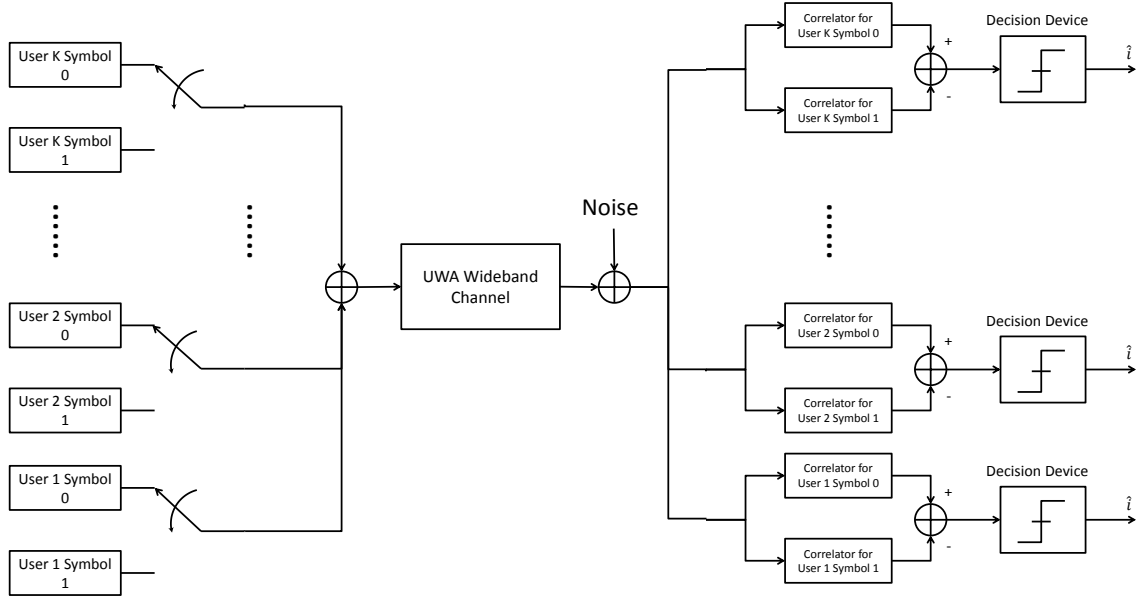 User K Symbol
0
User K Symbol
1
User 2 Symbol
0
User 2 Symbol
1
User 1 Symbol
0
User 1 Symbol
1
UWA Wideband
Channel
Noise
Correlator for
User K Symbol 0
Correlator for
User K Symbol 1
+
-
Decision Device
î
Correlator for
User 2 Symbol 0
Correlator for
User 2 Symbol 1
+
-
Decision Device
î
Correlator for
User 1 Symbol 0
Correlator for
User 1 Symbol 1
+
-
Decision Device
î